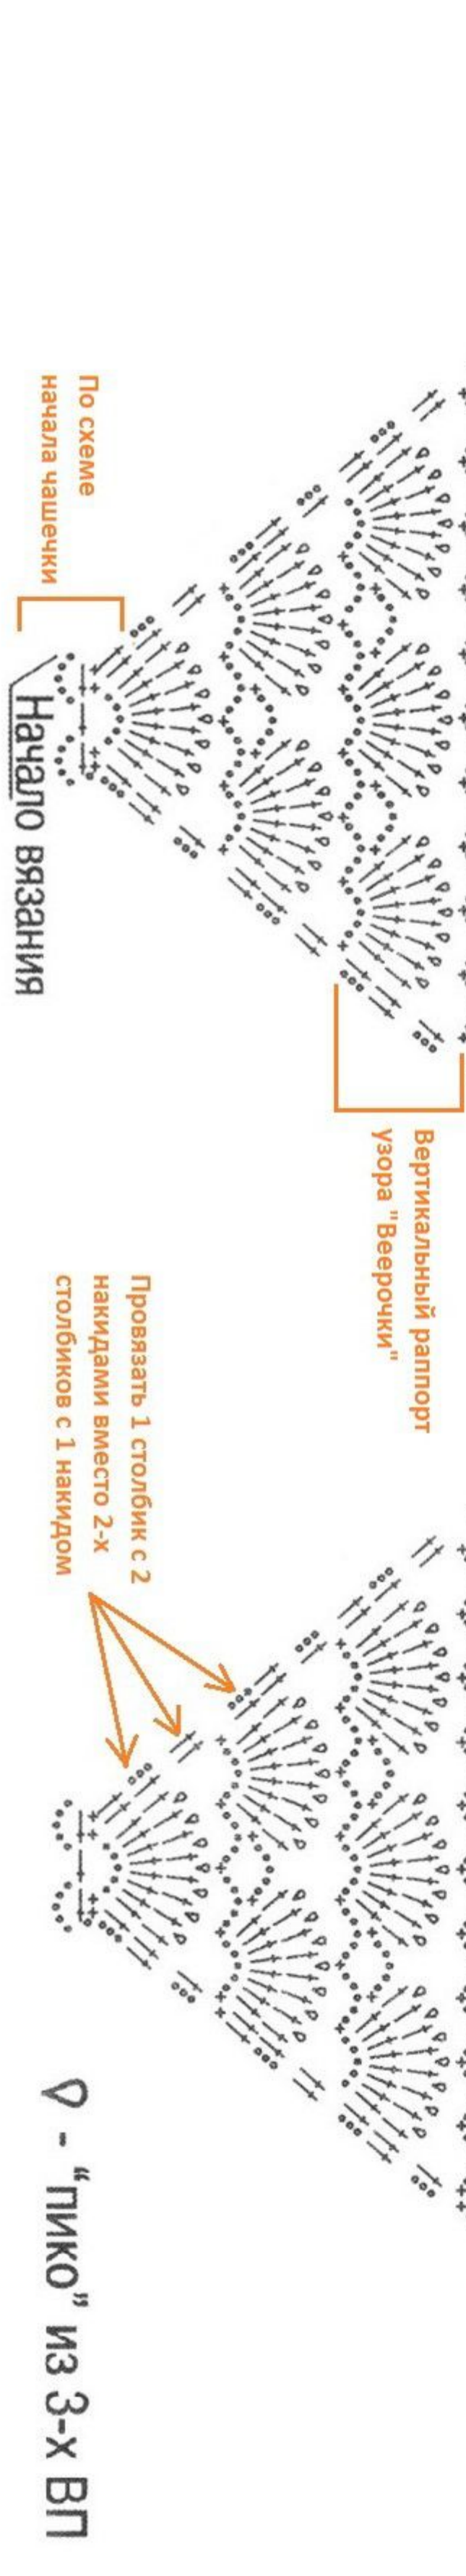 По схеме
начала чашечки
Начало вязания
Вертикальный раппорт
узора "Веерочки"
Провязать 1 столбик с 2
накидами вместо 2-х
столбиков с 1 накидом
- “пико” из 3-х ВП